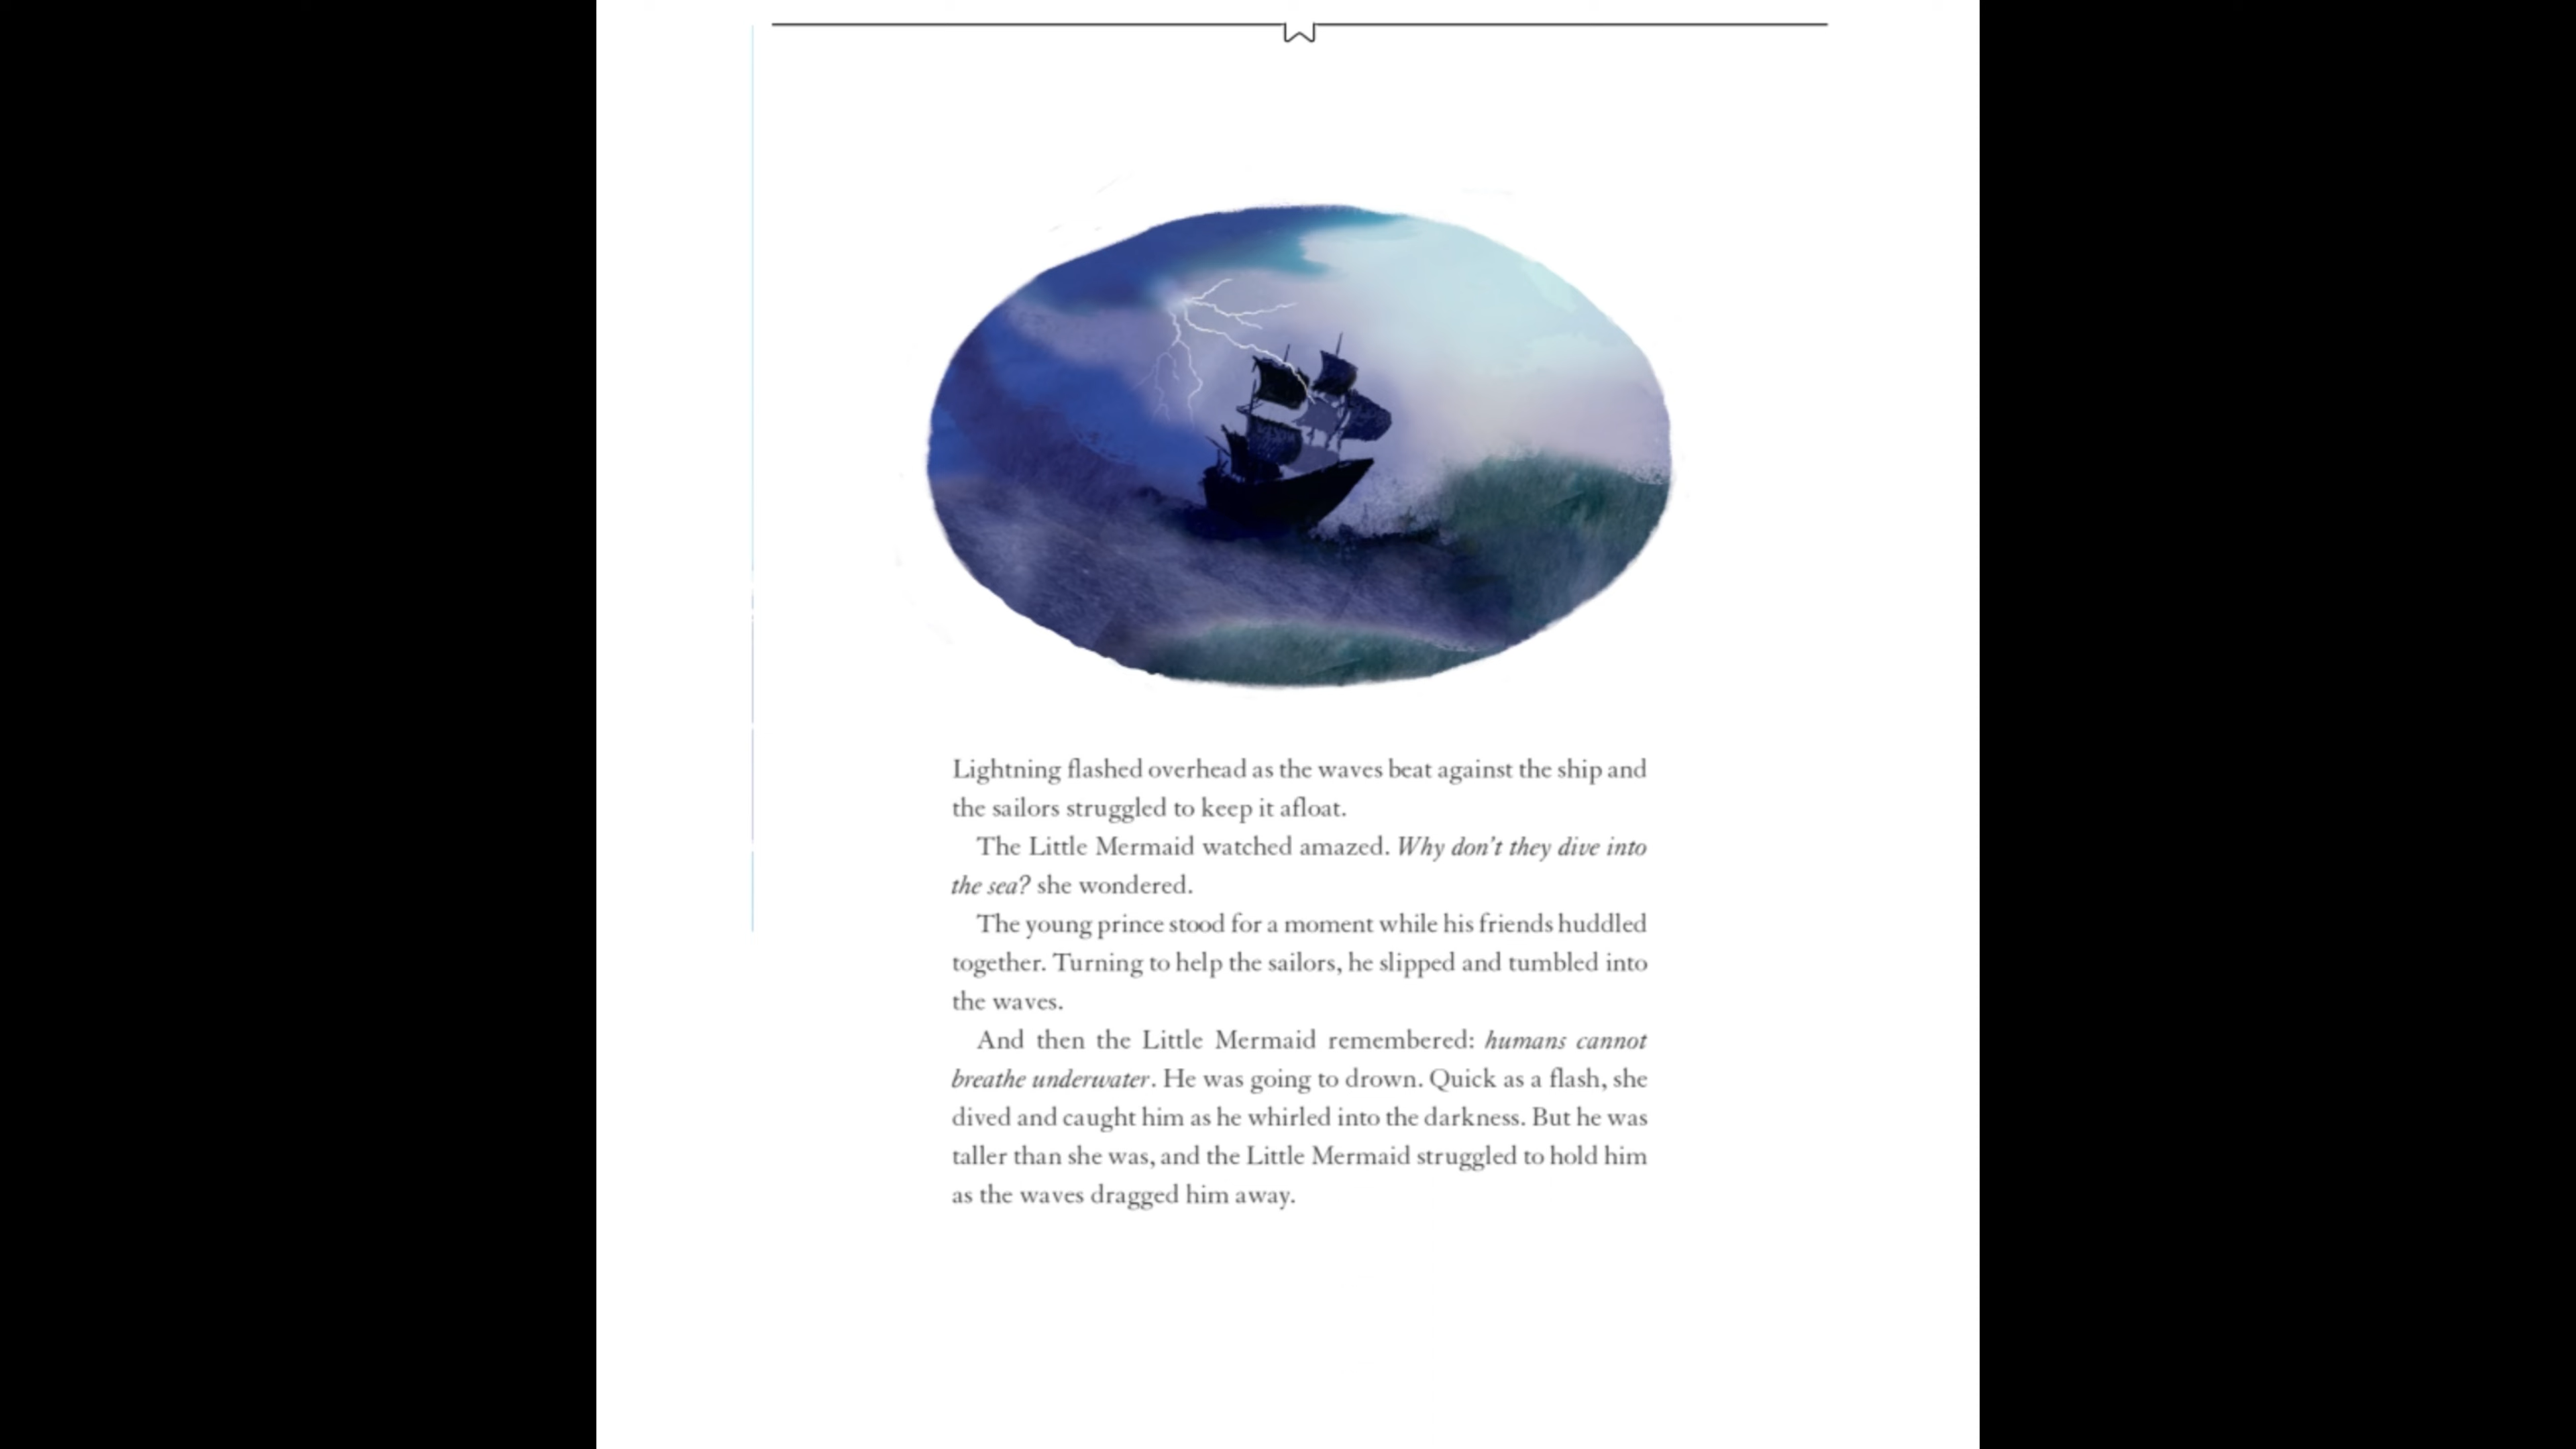 Lightning flashed overhead as the waves beat against the ship and
the sailors struggled to keep it afloat.
The Little Mermaid watched amazed. Why don't they dive into
the sea? she wondered.
The young prince stood for a moment while his friends huddled
together. Turning to help the sailors, he slipped and tumbled into
the waves.
And then the Little Mermaid remembered: humans cannot
breathe underwater. He was going to drown. Quick as a flash, she
dived and caught him as he whirled into the darkness. But he was
taller than she was, and the Little Mermaid struggled to hold him
as the waves dragged him away.